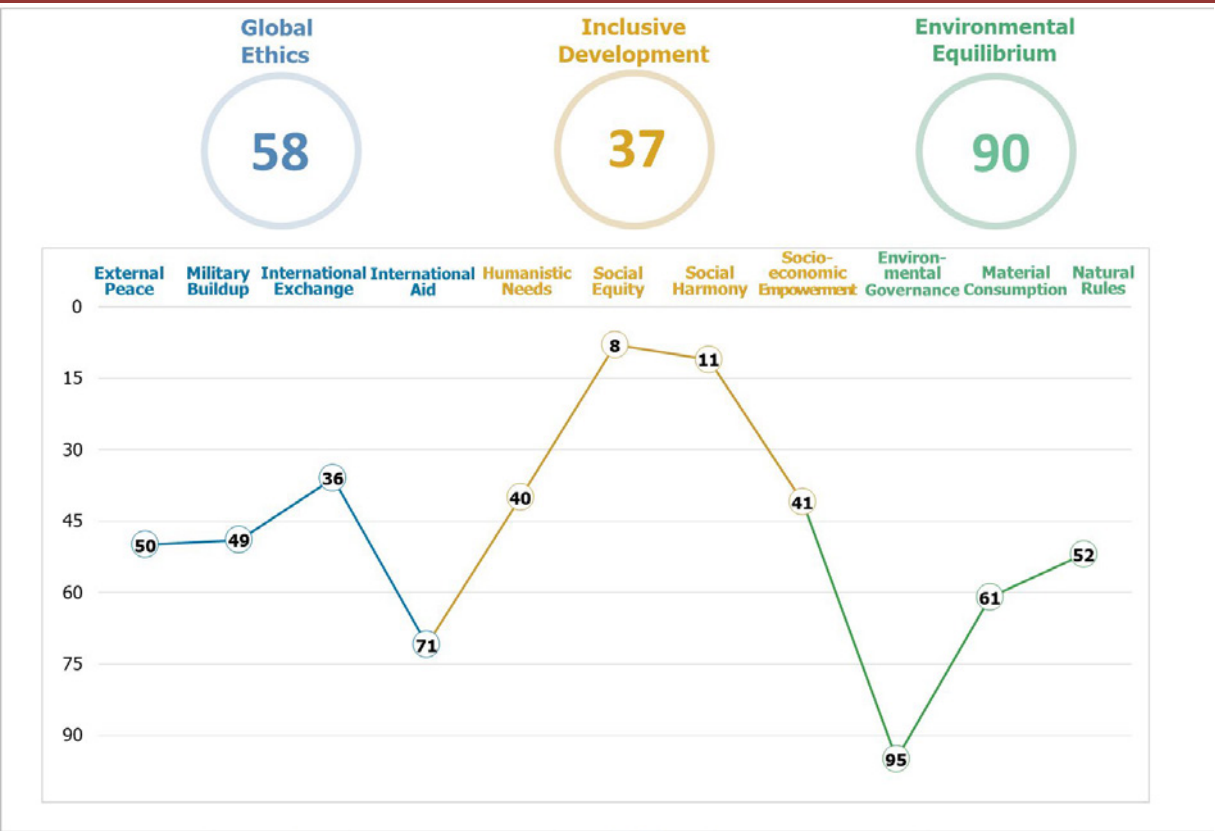 Global
Ethics
58
Inclusive
Development
37
Environmental
Equilibrium
90
External
Peace
Military
Buildup
International
Exchange
International
Aid
Humanistic
Needs
Social
Equity
Social
Harmony
Socio-
economic
Empowerment
Environ-
mental
Governance
Material
Consumption
Natural
Rules
0
15
30
45
60
75
90
50
49
36
71
40
8
11
41
95
61
52